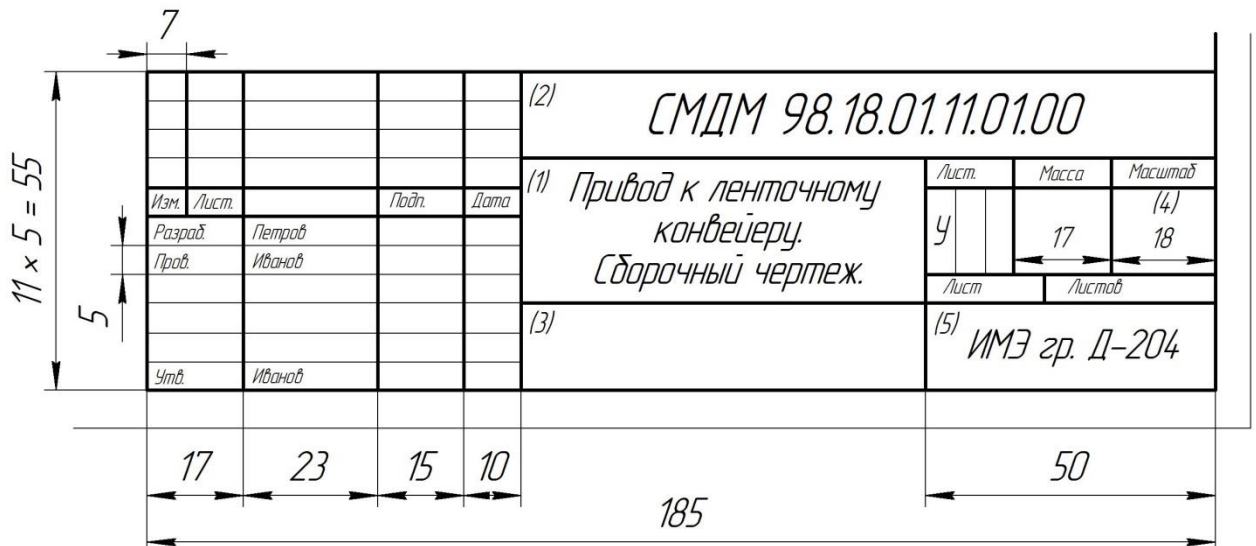 7
(2) СМДМ 98.18.01.11.01.00
(1) Привод к ленточному
конвейеру.
Сборочный чертеж.
Лист. Масса Масштаб
(4)
У 17 18
Изм. Лист. Подп. Дата
Разраб. Петров
Пров. Иванов
Лист Листов
11 х 5 = 55
5
(3)
(5) ИМЭ гр. Д-204
Утв. Иванов
17 23 15 10 50
185